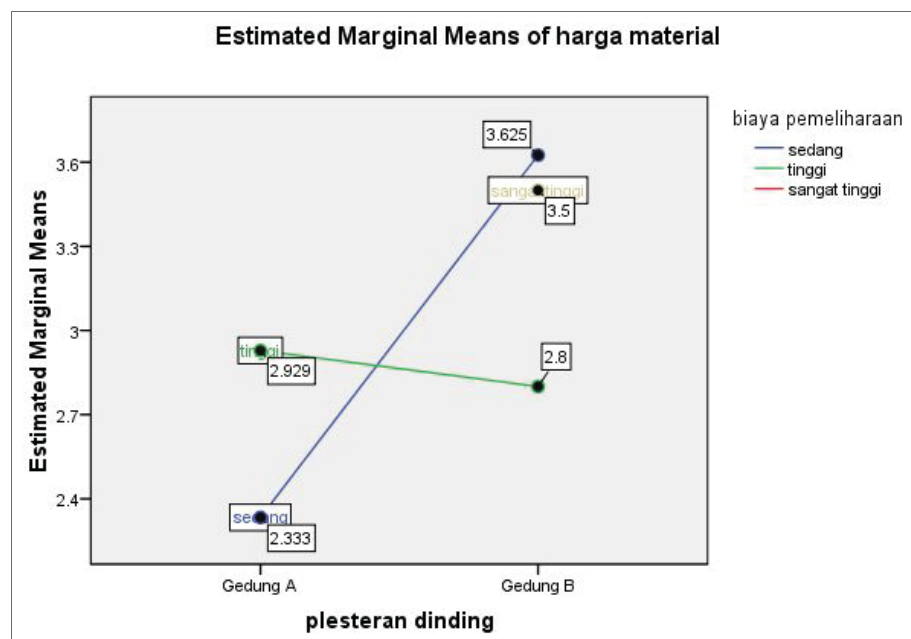 Estimated Marginal Means of harga material
biaya pemeliharaan
sedang
tinggi
sangat tinggi
Estimated Marginal Means
3.6
3.3
3
2.7
2.4
3.625
sangat tinggi
3.5
tinggi
2.929
2.8
sedang
2.333
Gedung A
Gedung B
plesteran dinding